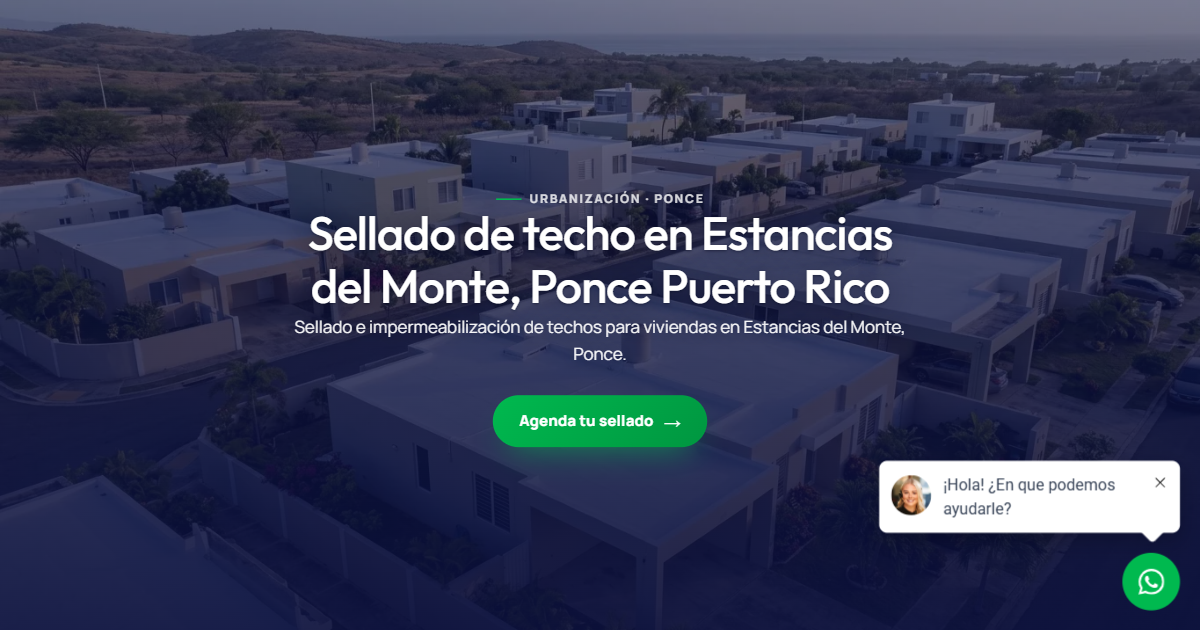 URBANIZACIÓN · PONCE
Sellado de techo en Estancias
del Monte, Ponce Puerto Rico
Sellado e impermeabilización de techos para viviendas en Estancias del Monte,
Ponce.
Agenda tu sellado →
¡Hola! ¿En que podemos
ayudarle?